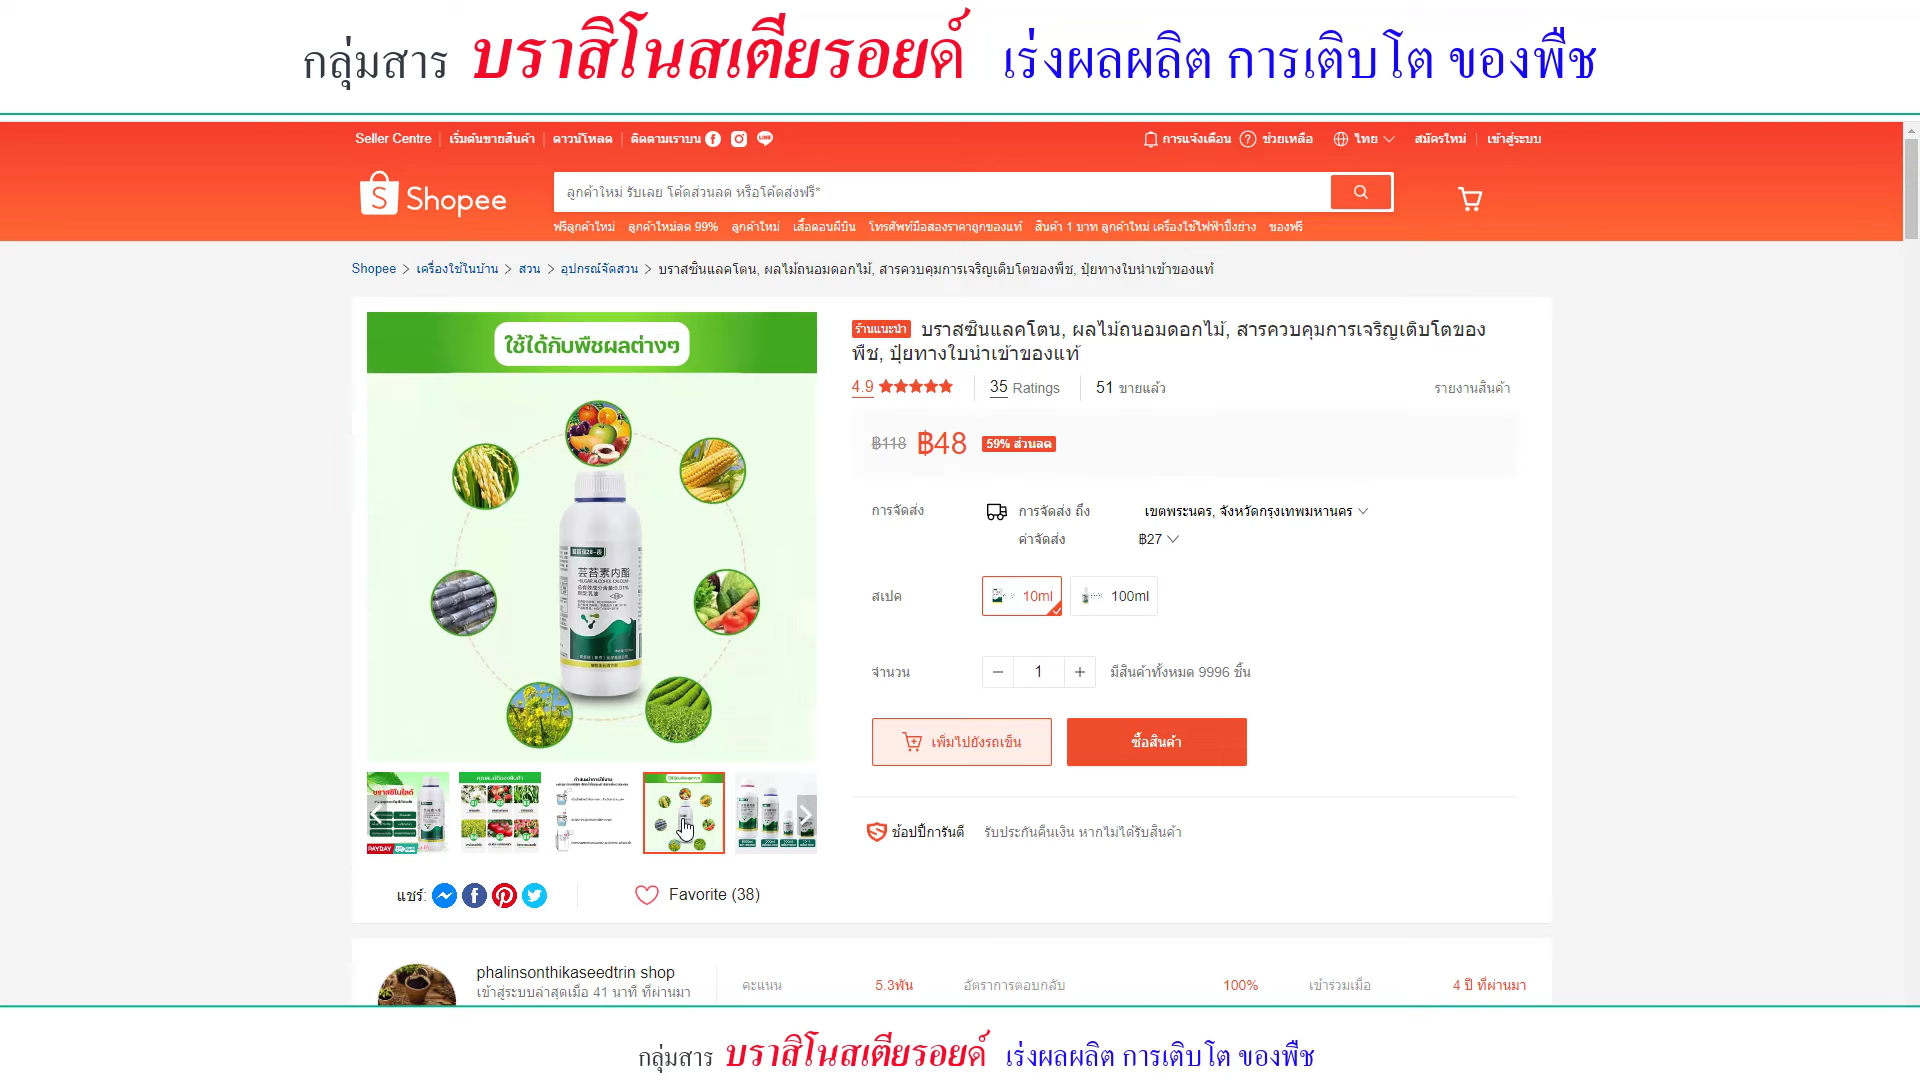 กลุ่มสาร บราสิโนสเตียรอยด์ เร่งผลผลิต การเติบโต ของพืช
Seller Centre เริ่มต้นขายสินค้า ดาวน์โหลด ติดตามเราบน
การแจ้งเตือน ช่วยเหลือ ไทย สมัครใหม่ เข้าสู่ระบบ
Shopee
ลูกค้าใหม่ รับเลย โค้ดส่วนลด หรือโค้ดส่งฟรี*
ฟรีลูกค้าใหม่ ลูกค้าใหม่ลด 99% ลูกค้าใหม่ เสื้อตอนผีบิน โทรศัพท์มือสองราคาถูกของแท้ สินค้า 1 บาท ลูกค้าใหม่ เครื่องใช้ไฟฟ้าปิ้งย่าง ของฟรี
Shopee > เครื่องใช้ในบ้าน > สวน > อุปกรณ์จัดสวน > บราสซินแลคโตน, ผลไม้ถนอมดอกไม้, สารควบคุมการเจริญเติบโตของพืช, ปุ๋ยทางใบนำเข้าของแท้
ใช้ได้กับพืชผลต่างๆ
芸苔素内酯
ร้านแนะนำ บราสซินแลคโตน, ผลไม้ถนอมดอกไม้, สารควบคุมการเจริญเติบโตของ
พืช, ปุ๋ยทางใบนำเข้าของแท้
4.9 35 Ratings 51 ขายแล้ว รายงานสินค้า
฿118 ฿48 59% ส่วนลด
การจัดส่ง การจัดส่ง ถึง เขตพระนคร, จังหวัดกรุงเทพมหานคร
ค่าจัดส่ง ฿27
สเปค 10ml 100ml
จำนวน − 1 + มีสินค้าทั้งหมด 9996 ชิ้น
เพิ่มไปยังรถเข็น ซื้อสินค้า
คุณสมบัติของสินค้า
PAYDAY
ช้อปปี้การันตี รับประกันคืนเงิน หากไม่ได้รับสินค้า
แชร์: Favorite (38)
phalinsonthikaseedtrin shop
เข้าสู่ระบบล่าสุดเมื่อ 41 นาที ที่ผ่านมา
คะแนน 5.3พัน อัตราการตอบกลับ 100% เข้าร่วมเมื่อ 4 ปี ที่ผ่านมา
กลุ่มสาร บราสิโนสเตียรอยด์ เร่งผลผลิต การเติบโต ของพืช